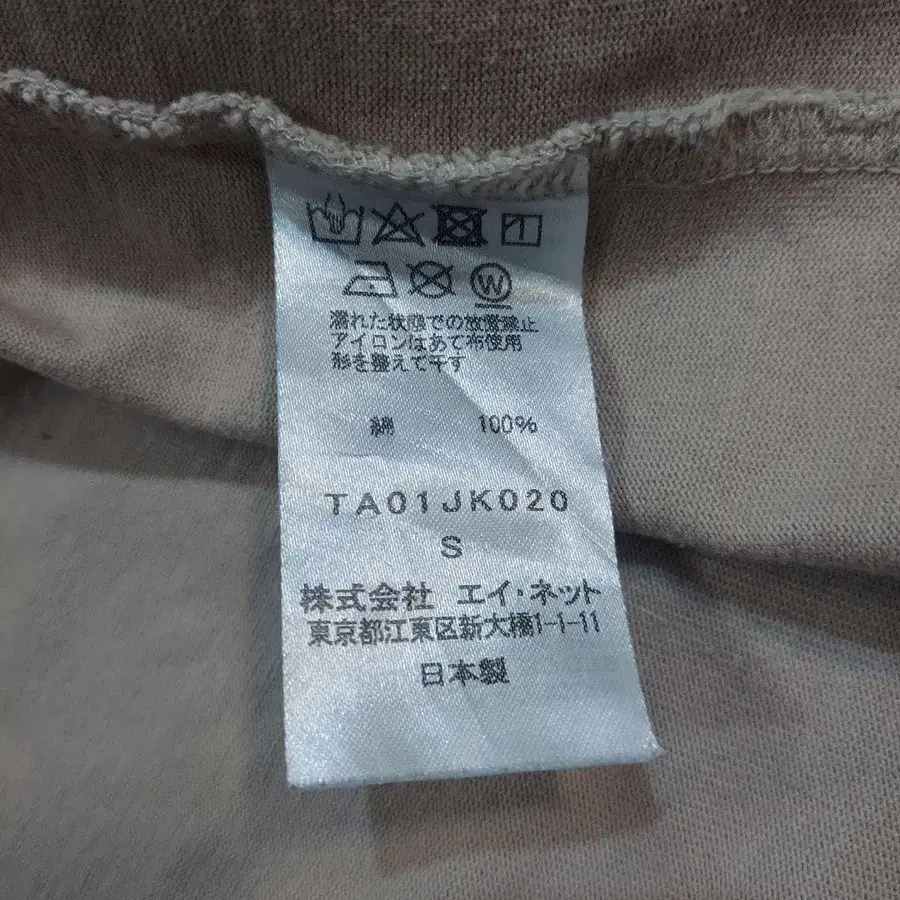 W
濡れた状態での放置禁止
アイロンはあて布使用
形を整えて干す
綿 100%
TA01JK020
S
株式会社 エイ・ネット
東京都江東区新大橋1-1-11
日本製